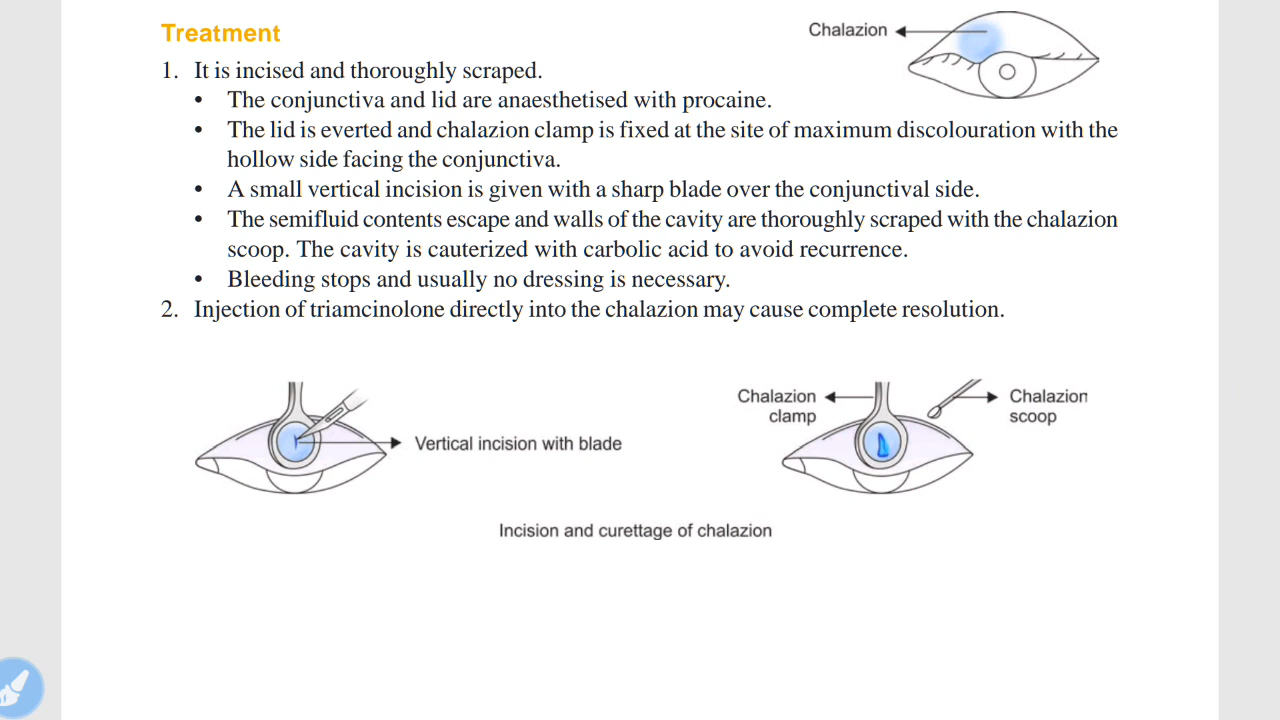 Treatment
Chalazion
1. It is incised and thoroughly scraped.
• The conjunctiva and lid are anaesthetised with procaine.
• The lid is everted and chalazion clamp is fixed at the site of maximum discolouration with the
hollow side facing the conjunctiva.
• A small vertical incision is given with a sharp blade over the conjunctival side.
• The semifluid contents escape and walls of the cavity are thoroughly scraped with the chalazion
scoop. The cavity is cauterized with carbolic acid to avoid recurrence.
• Bleeding stops and usually no dressing is necessary.
2. Injection of triamcinolone directly into the chalazion may cause complete resolution.
Vertical incision with blade
Chalazion
clamp
Chalazion
scoop
Incision and curettage of chalazion